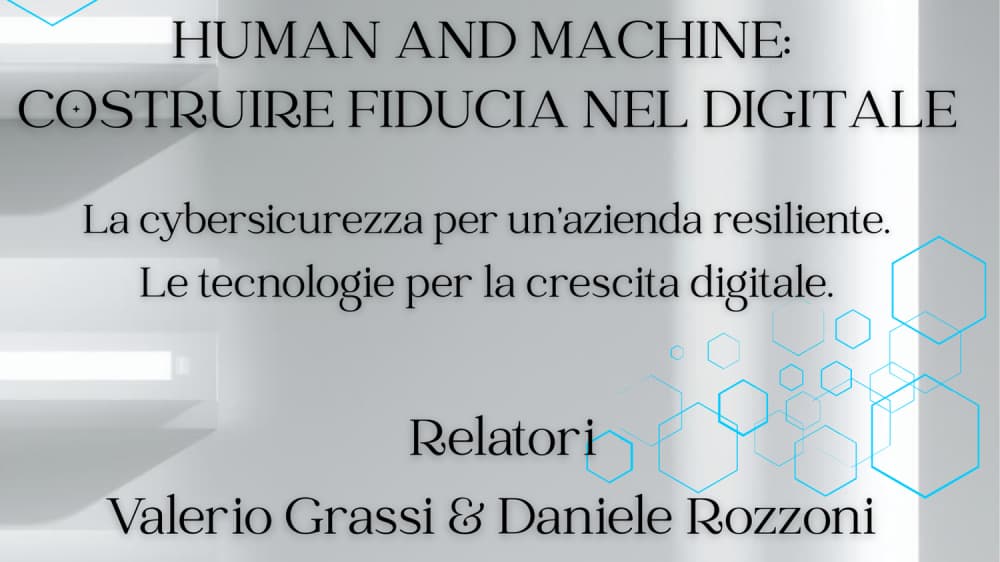 HUMAN AND MACHINE:
COSTRUIRE FIDUCIA NEL DIGITALE
La cybersicurezza per un'azienda resiliente.
Le tecnologie per la crescita digitale.
Relatori
Valerio Grassi & Daniele Rozzoni